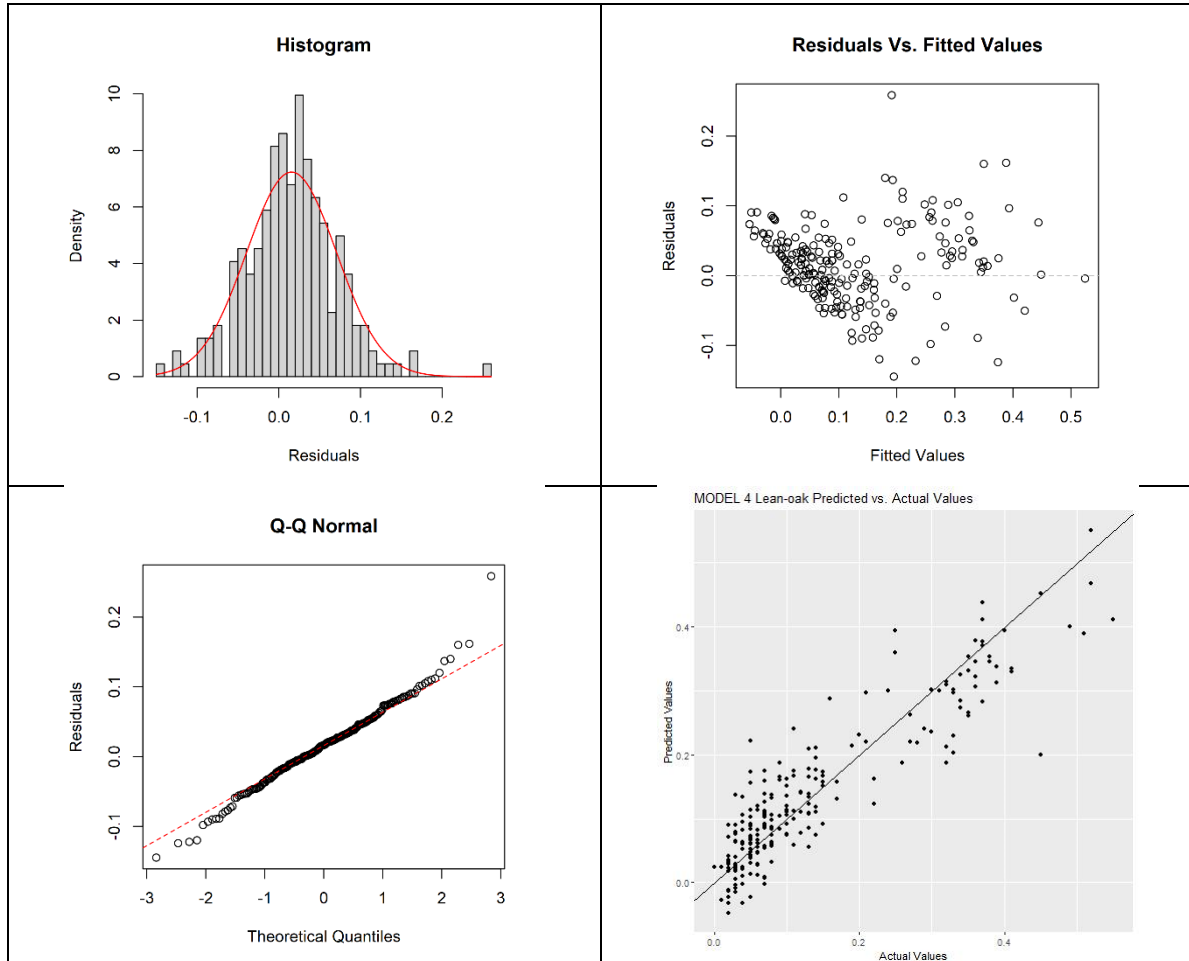 Histogram
Density
0 2 4 6 8 10
-0.1 0.0 0.1 0.2
Residuals
Residuals Vs. Fitted Values
Residuals
-0.1 0.0 0.1 0.2
0.0 0.1 0.2 0.3 0.4 0.5
Fitted Values
Q-Q Normal
Residuals
-0.1 0.0 0.1 0.2
-3 -2 -1 0 1 2 3
Theoretical Quantiles
MODEL 4 Lean-oak Predicted vs. Actual Values
Predicted Values
0.0 0.2 0.4
0.0 0.2 0.4
Actual Values